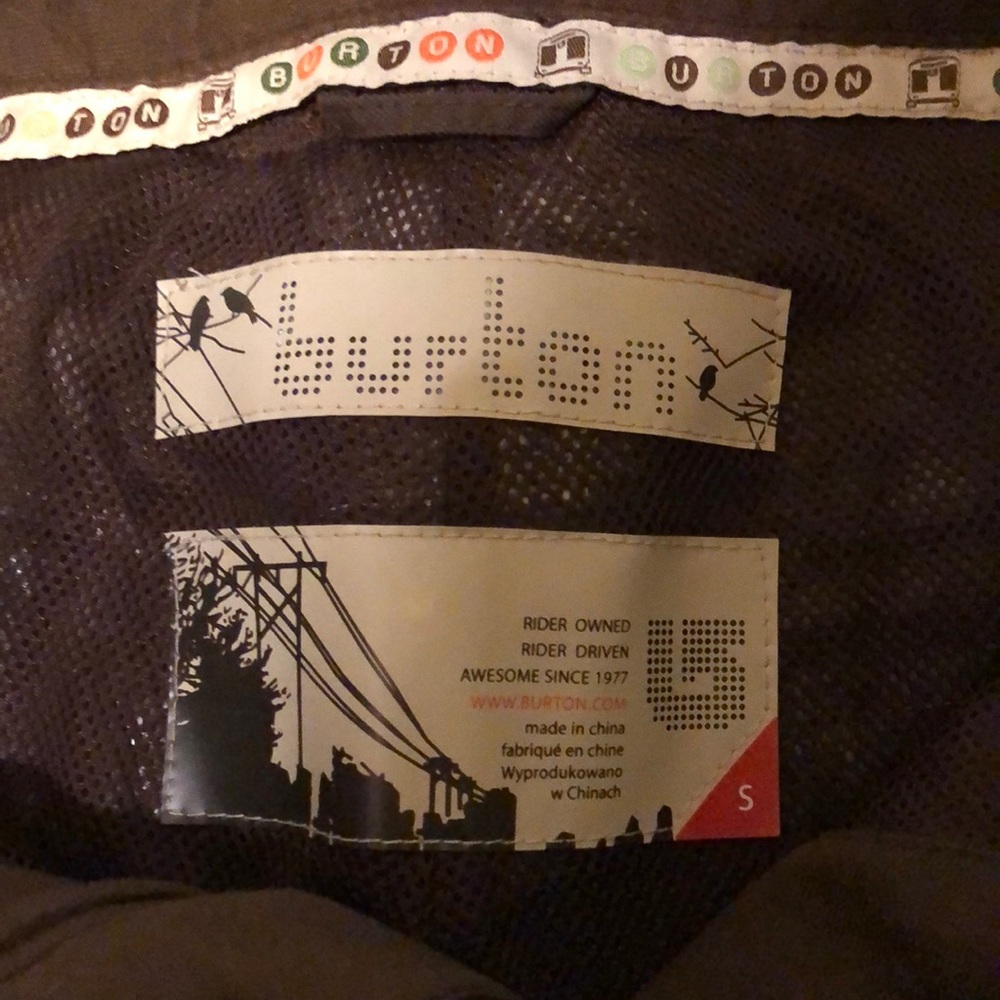 U TON BURTON BURTON
burton
RIDER OWNED
RIDER DRIVEN
AWESOME SINCE 1977
WWW.BURTON.COM
made in china
fabriqué en chine
Wyprodukowano
w Chinach
S